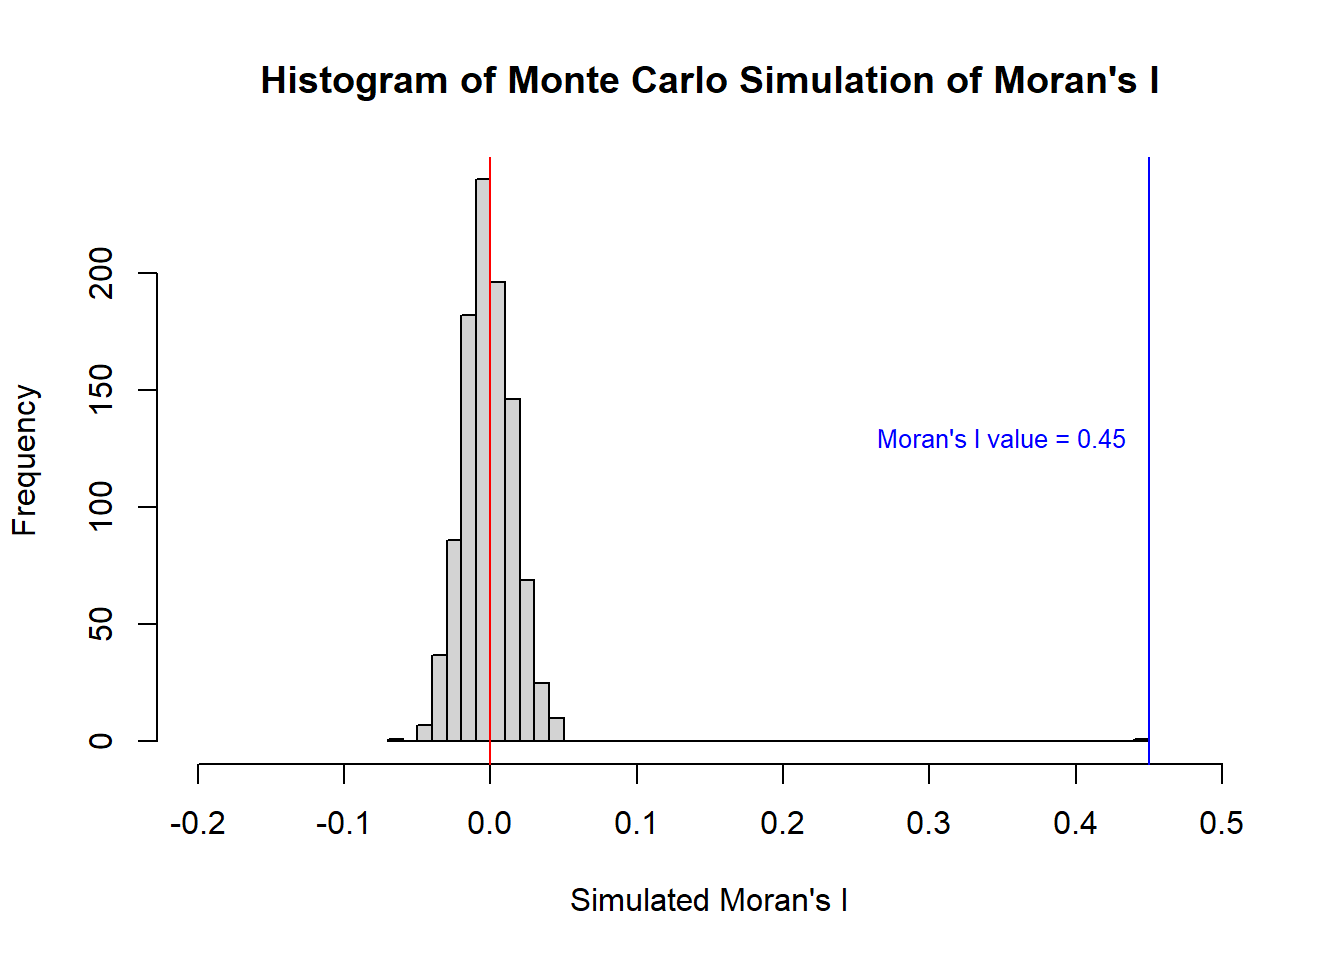 Histogram of Monte Carlo Simulation of Moran's I
Frequency
200
150
100
50
0
Moran's I value = 0.45
-0.2 -0.1 0.0 0.1 0.2 0.3 0.4 0.5
Simulated Moran's I